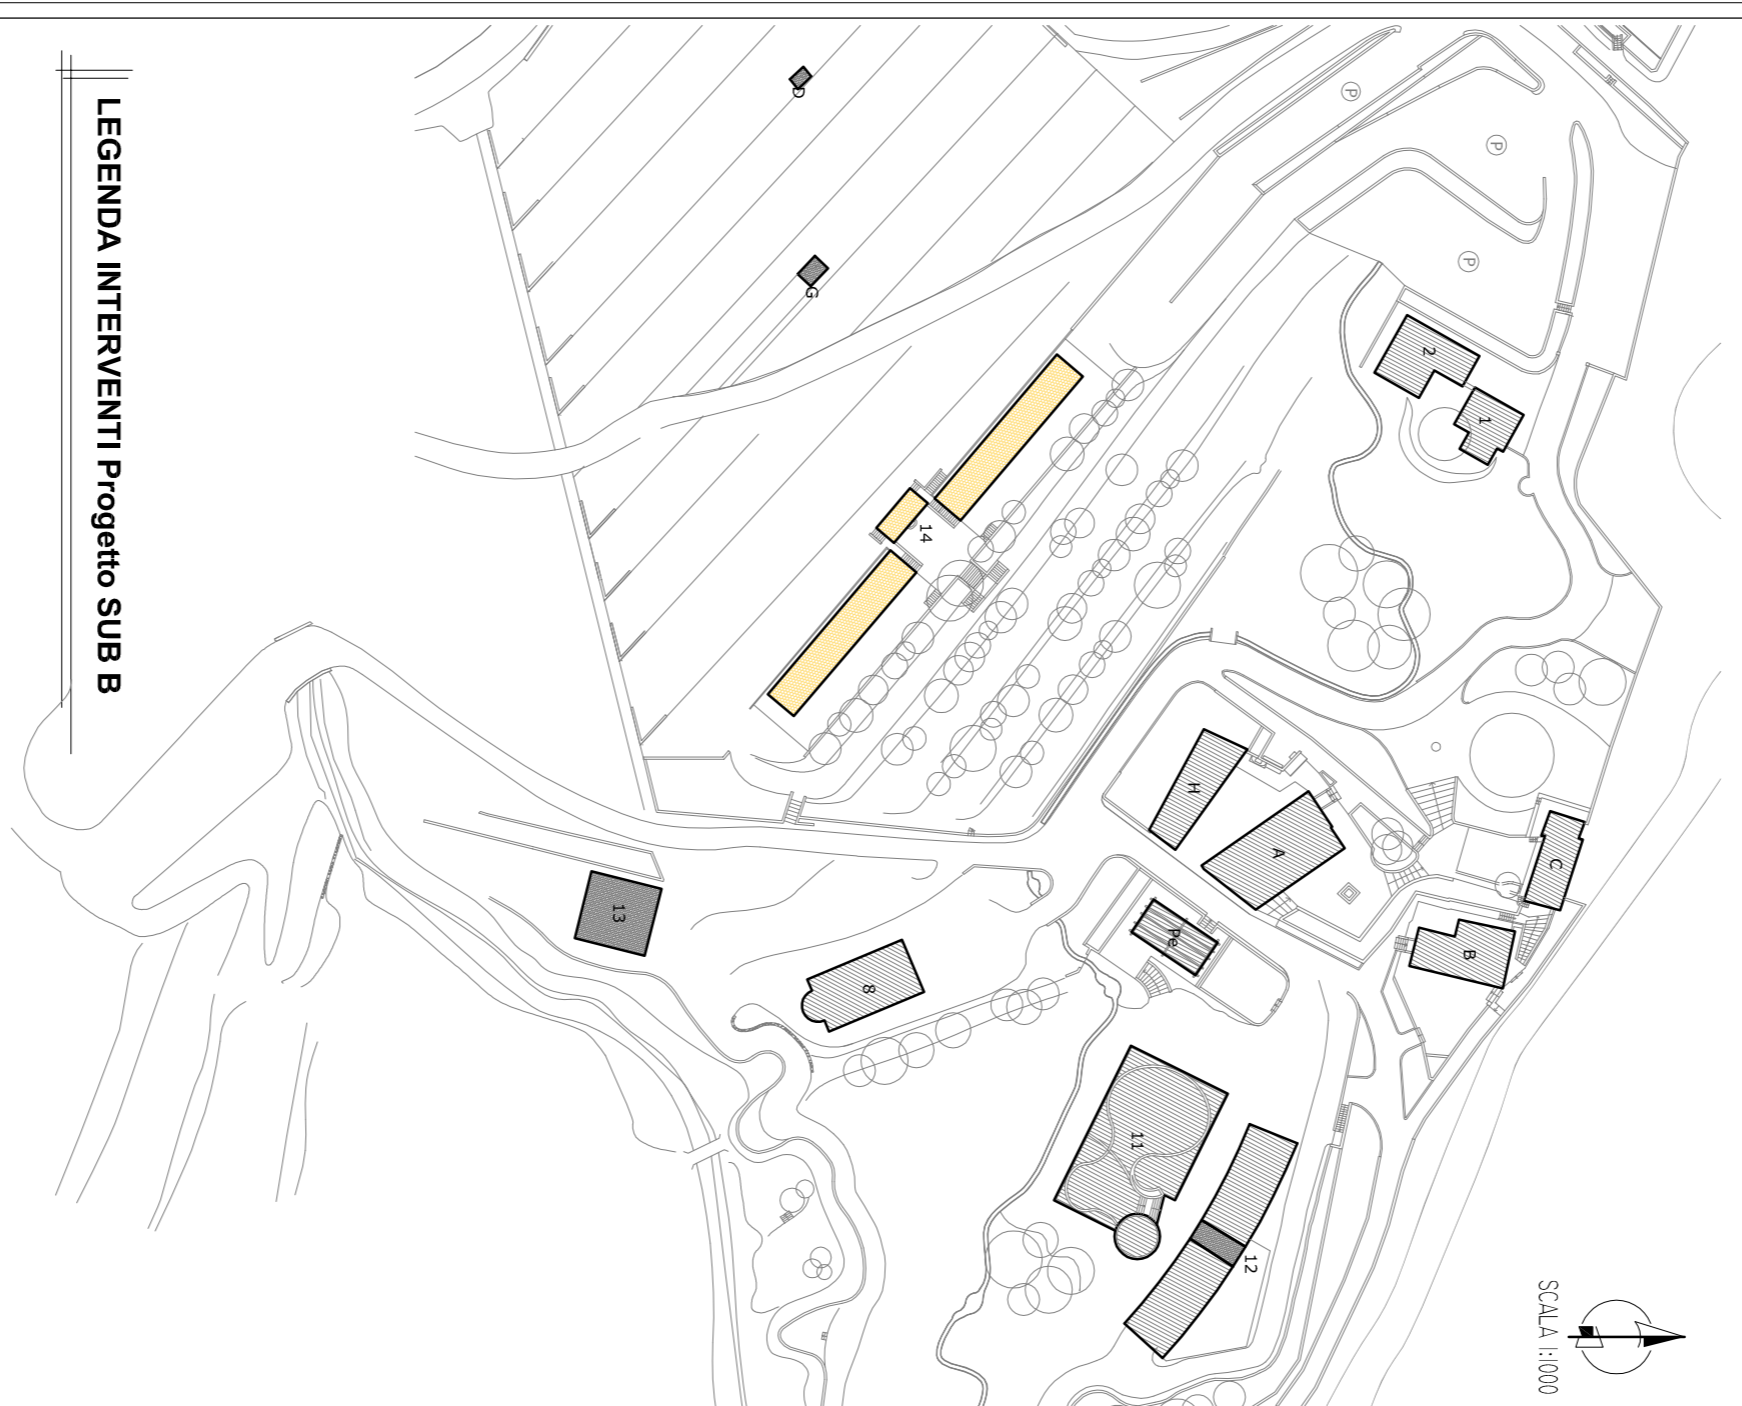 LEGENDA INTERVENTI Progetto SUB B
D
G
P
P
P
2
1
14
H
A
C
B
Pe
13
8
11
12
SCALA 1:1000